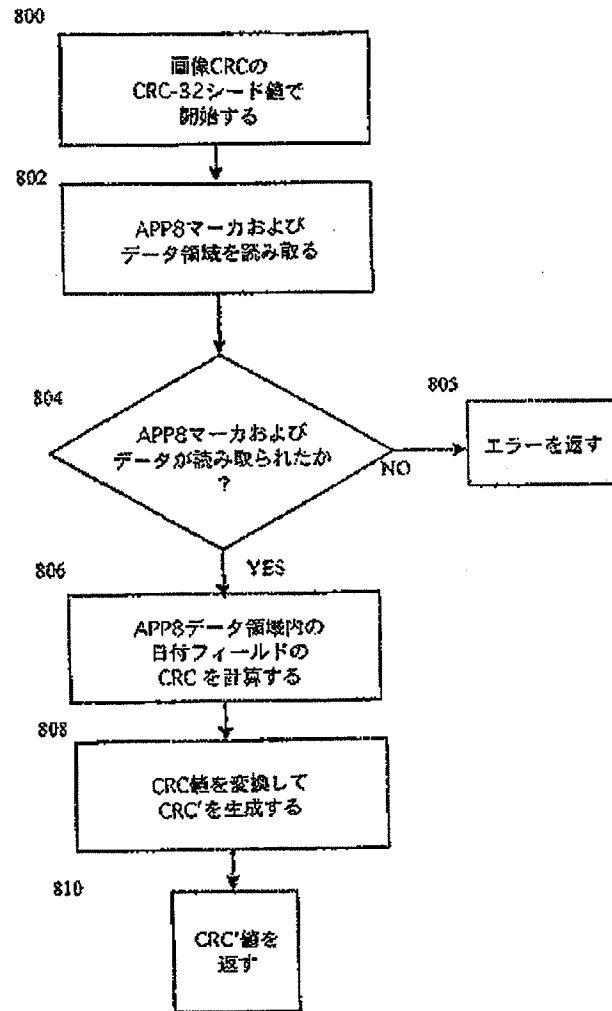 800
画像CRCの
CRC-32シード値で
開始する
802
APP8マーカおよび
データ領域を読み取る
804
APP8マーカおよび
データが読み取られたか
?
NO
805
エラーを返す
YES
806
APP8データ領域内の
日付フィールドの
CRC を計算する
808
CRC値を変換して
CRC'を生成する
810
CRC'値を
返す